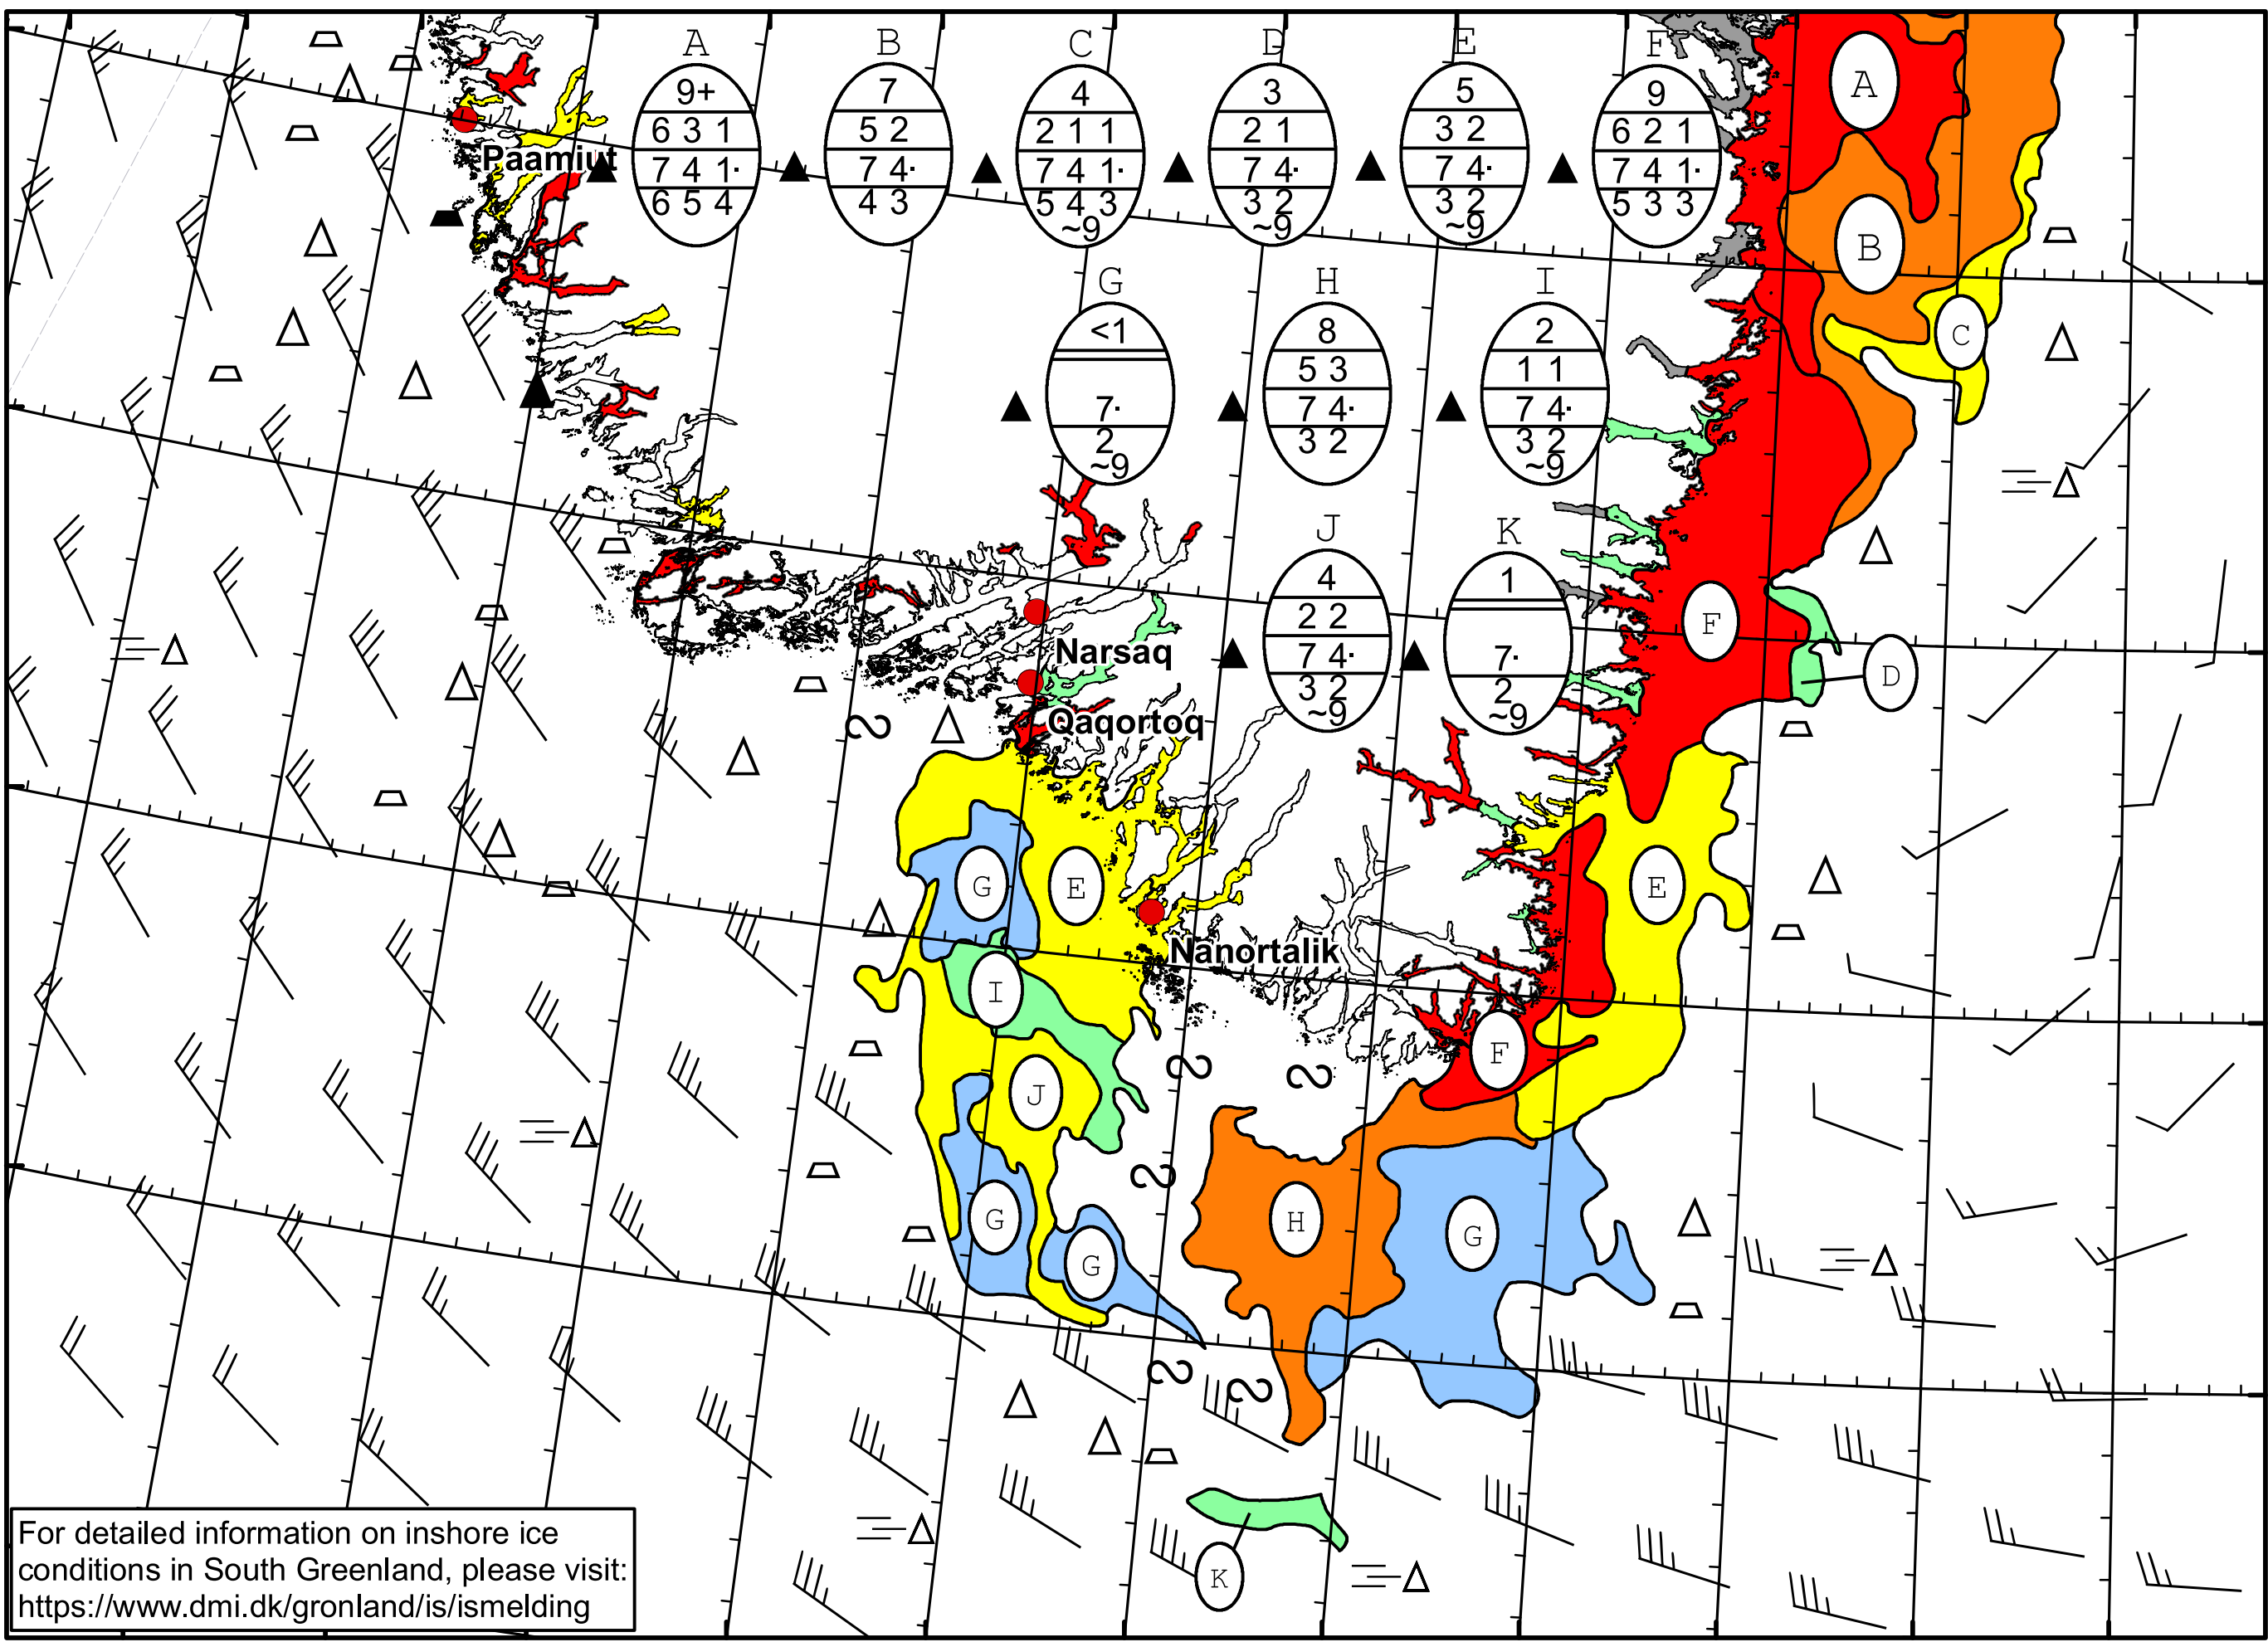 A B C D E F
9+
6 3 1
7 4 1·
6 5 4
7
5 2
7 4·
4 3
4
2 1 1
7 4 1·
5 4 3
~9
3
2 1
7 4·
3 2
~9
5
3 2
7 4·
3 2
~9
9
6 2 1
7 4 1·
5 3 3
G H I
<1
7·
2
~9
8
5 3
7 4·
3 2
2
1 1
7 4·
3 2
~9
J K
4
2 2
7 4·
3 2
~9
1
7·
2
~9
A
Paamiut
B
C
F
Narsaq
D
Qaqortoq
G
E
E
Nanortalik
I
F
J
G
H
G
G
K
For detailed information on inshore ice
conditions in South Greenland, please visit:
https://www.dmi.dk/gronland/is/ismelding